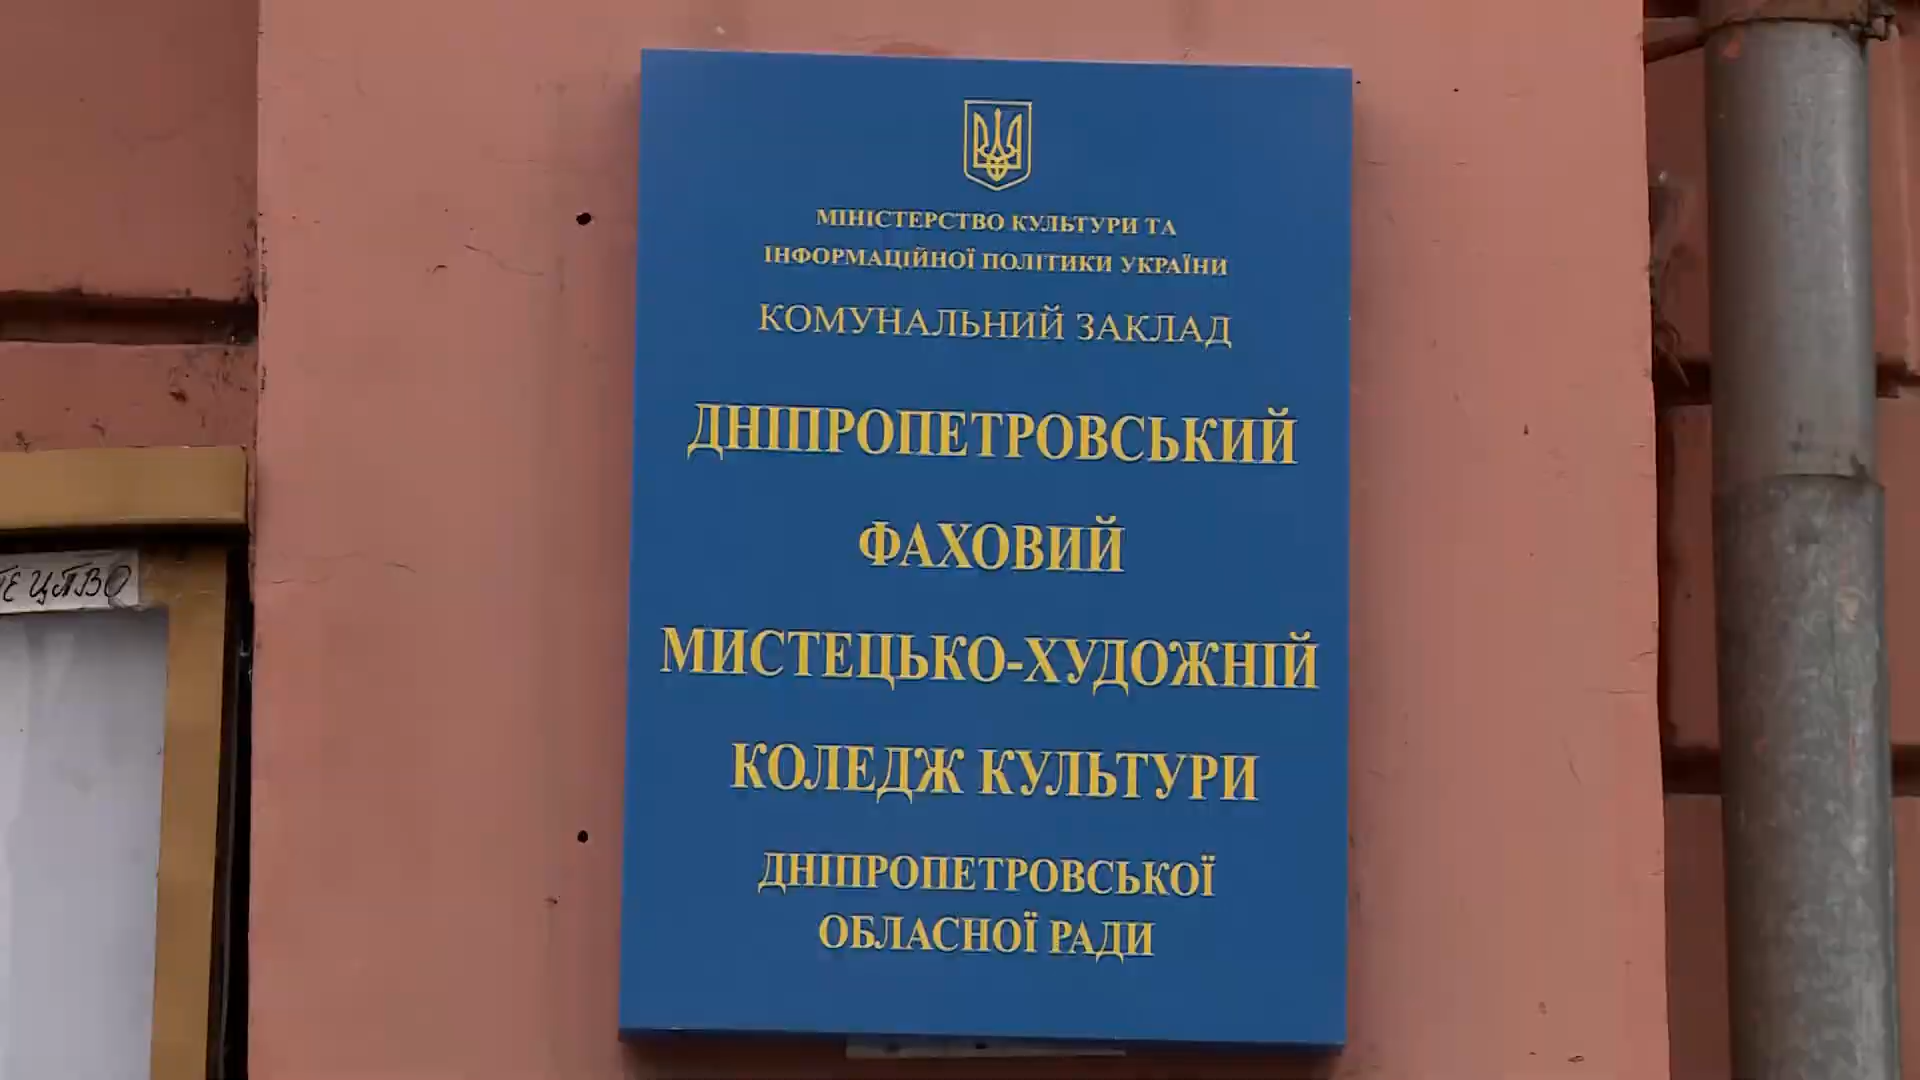 МІНІСТЕРСТВО КУЛЬТУРИ ТА
ІНФОРМАЦІЙНОЇ ПОЛІТИКИ УКРАЇНИ
КОМУНАЛЬНИЙ ЗАКЛАД
ДНІПРОПЕТРОВСЬКИЙ
ФАХОВИЙ
МИСТЕЦЬКО-ХУДОЖНІЙ
КОЛЕДЖ КУЛЬТУРИ
ДНІПРОПЕТРОВСЬКОЇ
ОБЛАСНОЇ РАДИ